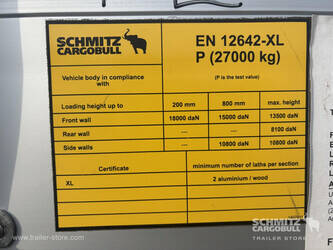 SCHMITZ
CARGOBULL
EN 12642-XL
P (27000 kg)
Vehicle body in compliance with
(P is the test value)
Loading height up to 200 mm 800 mm max. height
Front wall 18000 daN 15000 daN 13500 daN
Rear wall --- --- 8100 daN
Side walls --- 10800 daN 10800 daN
Certificate minimum number of laths per section
XL 2 aluminium / wood
SCHMITZ
CARGOBULL
TRAILER STORE
www.trailer-store.com